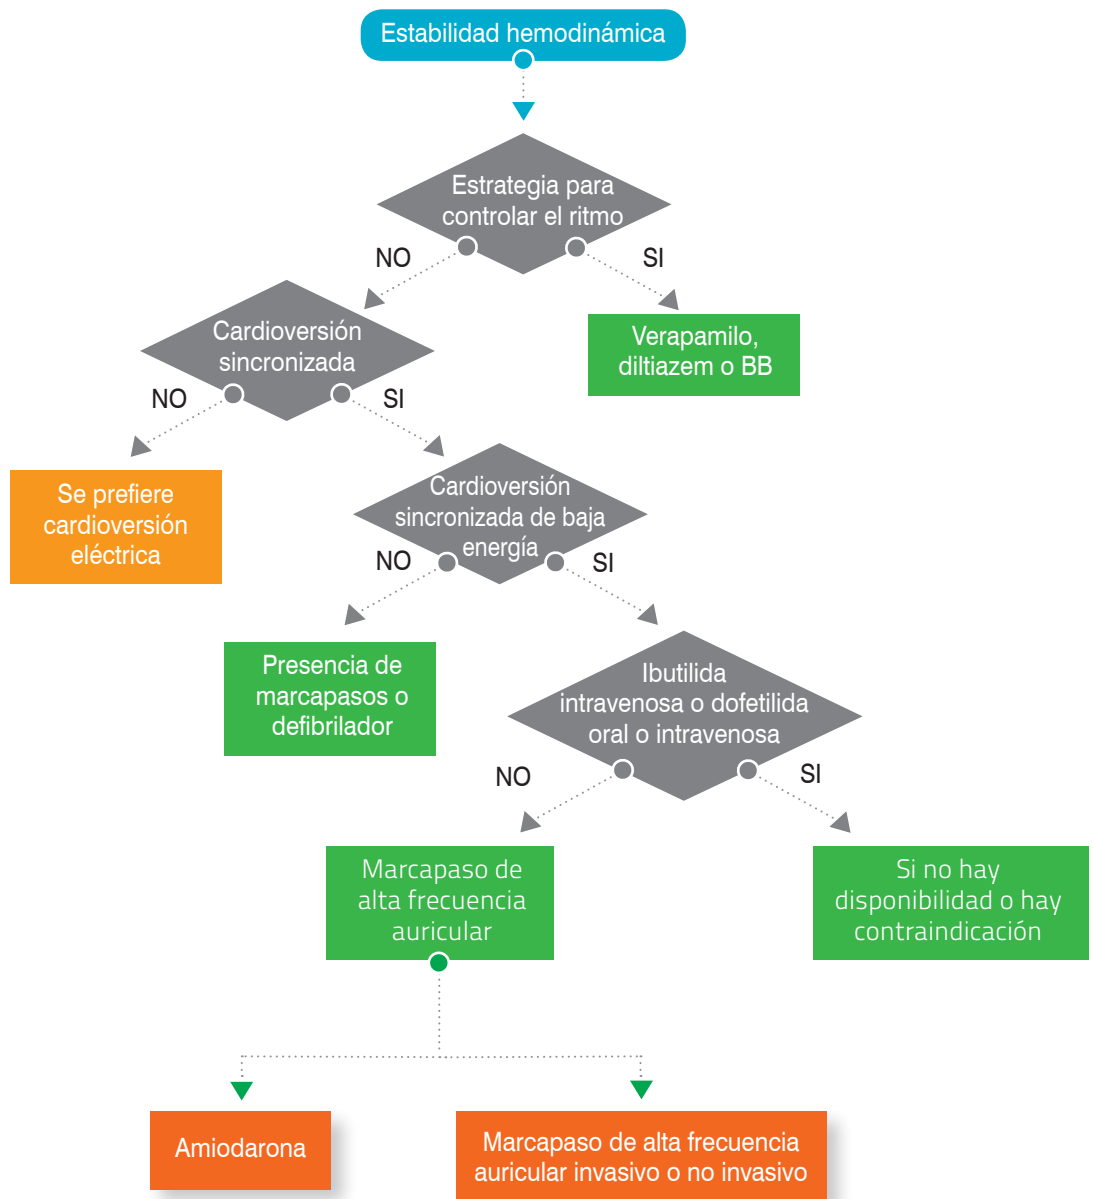 Estabilidad hemodinámica
Estrategia para
controlar el ritmo
NO
SI
Cardioversión
sincronizada
Verapamilo,
diltiazem o BB
NO
SI
Se prefiere
cardioversión
eléctrica
Cardioversión
sincronizada de baja
energía
NO
SI
Presencia de
marcapasos o
defibrilador
Ibutilida
intravenosa o dofetilida
oral o intravenosa
NO
SI
Marcapaso de
alta frecuencia
auricular
Si no hay
disponibilidad o hay
contraindicación
Amiodarona
Marcapaso de alta frecuencia
auricular invasivo o no invasivo